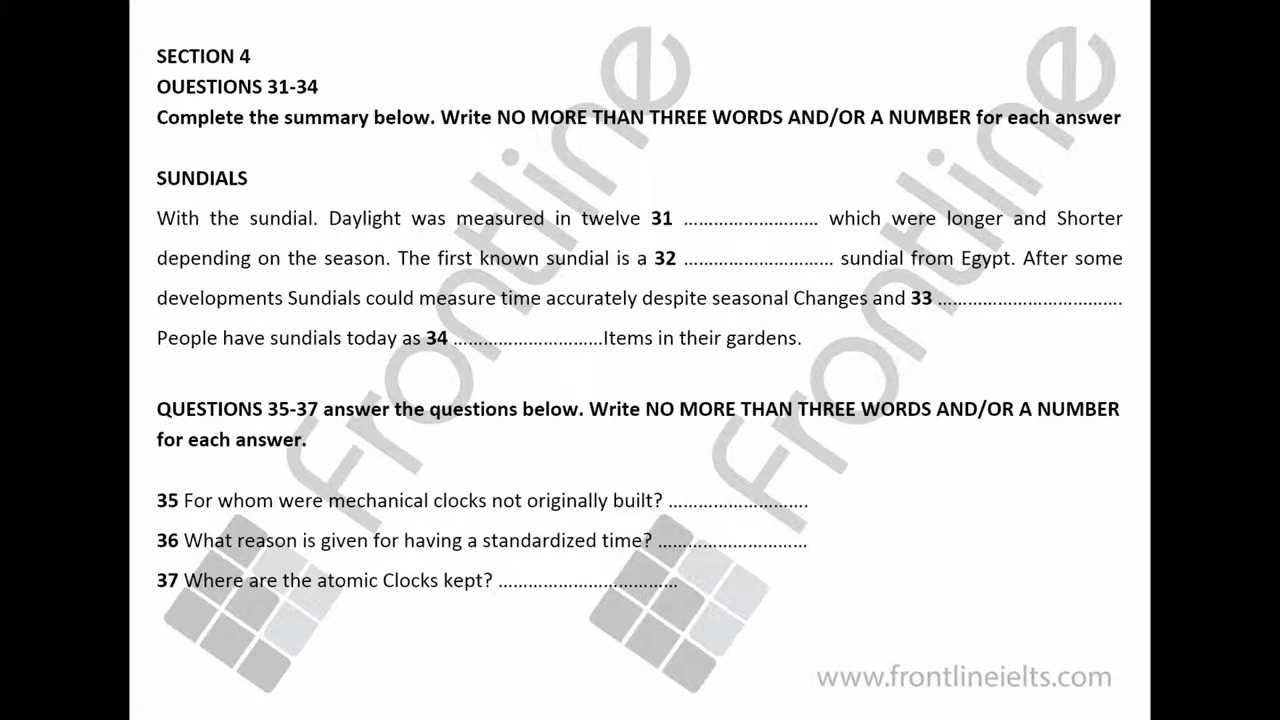 SECTION 4
OUESTIONS 31-34
Complete the summary below. Write NO MORE THAN THREE WORDS AND/OR A NUMBER for each answer
SUNDIALS
With the sundial. Daylight was measured in twelve 31 ............................ which were longer and Shorter
depending on the season. The first known sundial is a 32 ............................... sundial from Egypt. After some
developments Sundials could measure time accurately despite seasonal Changes and 33 ......................................
People have sundials today as 34 ...............................Items in their gardens.
QUESTIONS 35-37 answer the questions below. Write NO MORE THAN THREE WORDS AND/OR A NUMBER
for each answer.
35 For whom were mechanical clocks not originally built? .............................
36 What reason is given for having a standardized time? ...............................
37 Where are the atomic Clocks kept? .....................................
Frontline
Frontline
www.frontlineielts.com